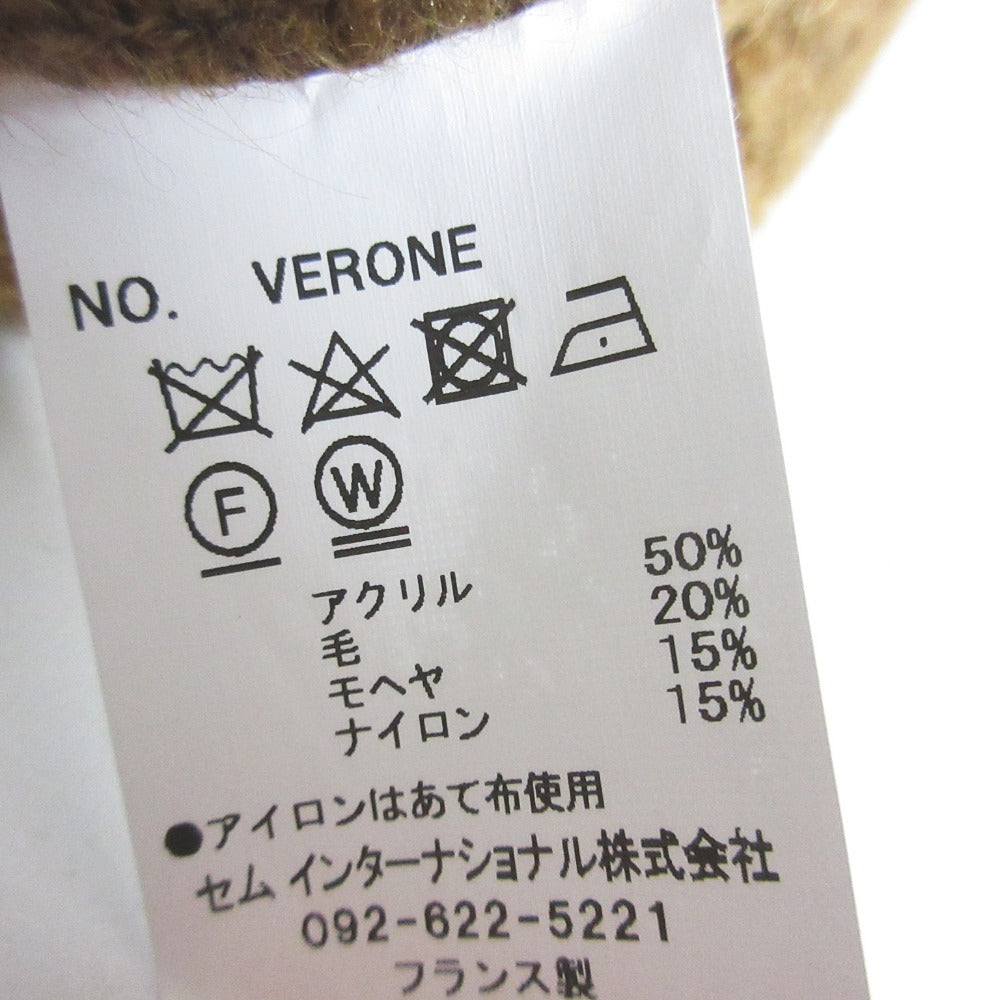 NO. VERONE
F W
アクリル 50%
毛 20%
モヘヤ 15%
ナイロン 15%
●アイロンはあて布使用
セム インターナショナル株式会社
092-622-5221
フランス製